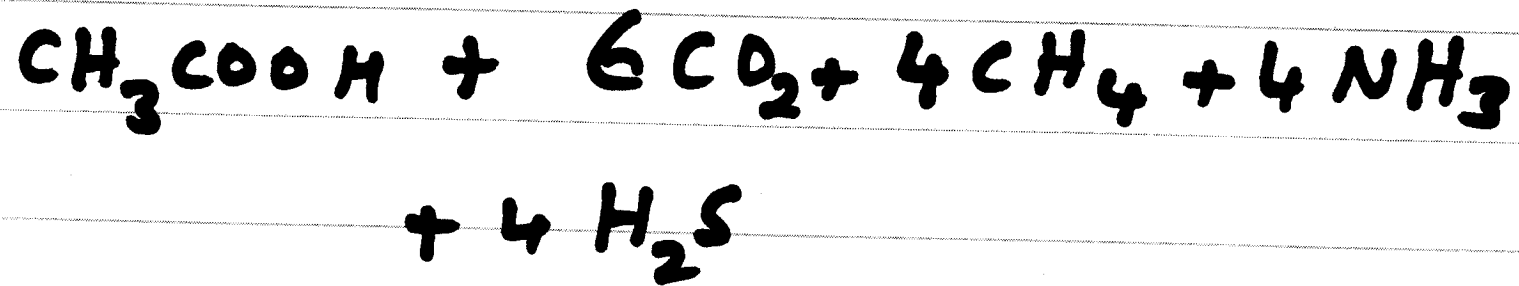 CH₃COOH + 6CO₂ + 4CH₄ + 4NH₃
+ 4H₂S